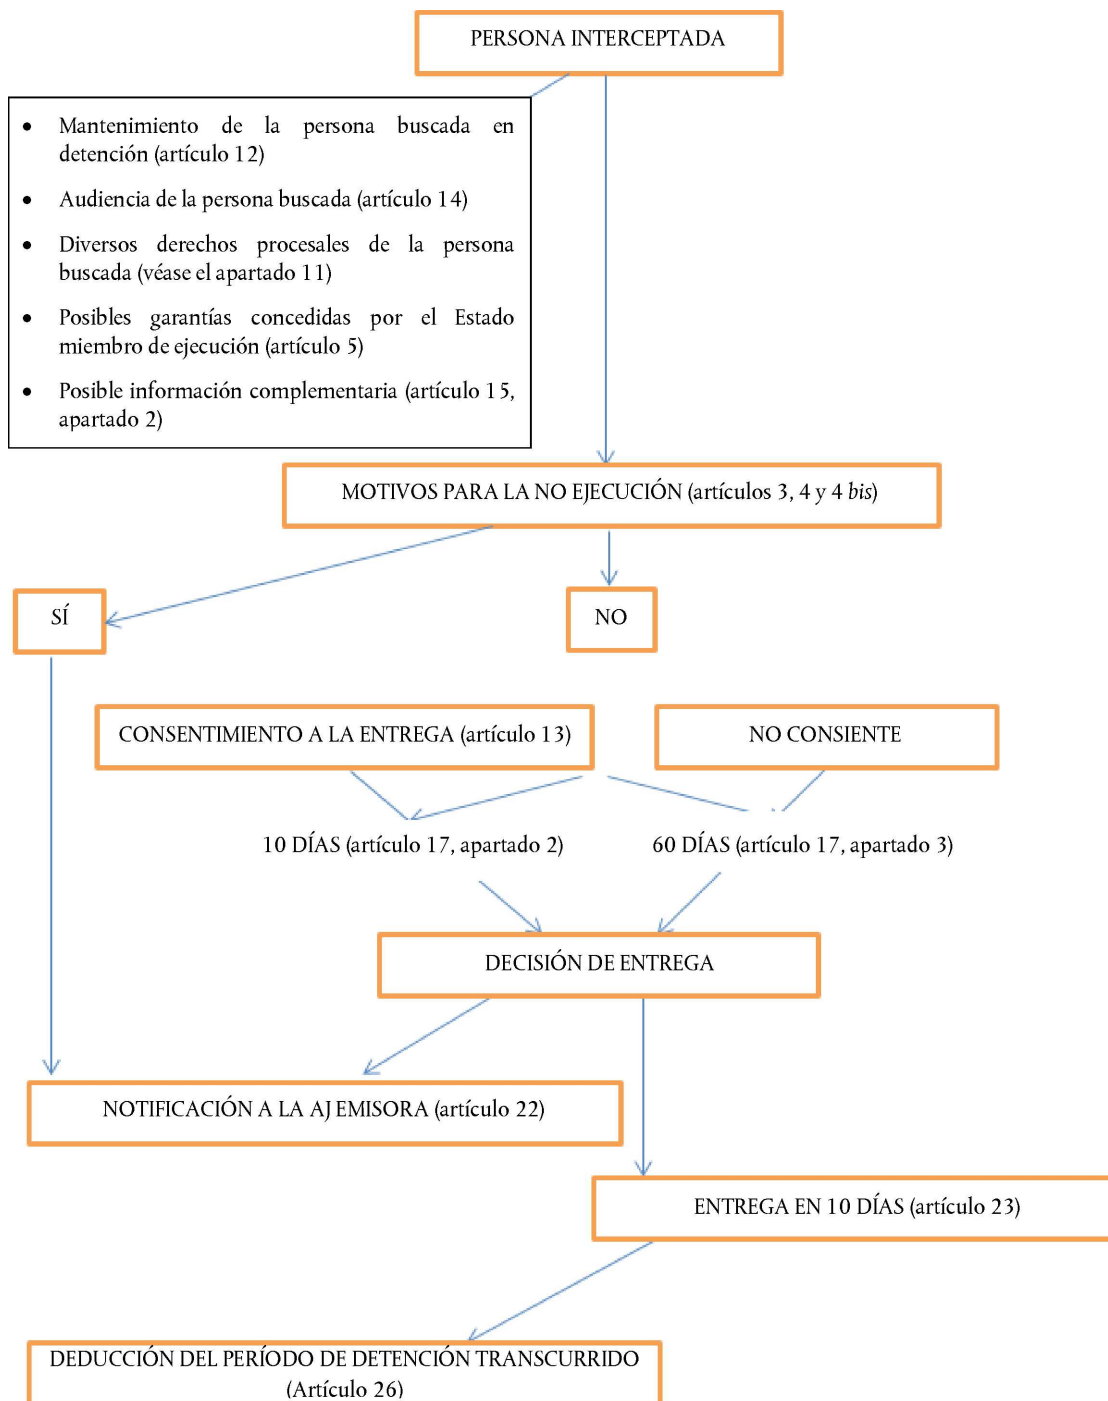 PERSONA INTERCEPTADA
• Mantenimiento de la persona buscada en
detención (artículo 12)
• Audiencia de la persona buscada (artículo 14)
• Diversos derechos procesales de la persona
buscada (véase el apartado 11)
• Posibles garantías concedidas por el Estado
miembro de ejecución (artículo 5)
• Posible información complementaria (artículo 15,
apartado 2)
MOTIVOS PARA LA NO EJECUCIÓN (artículos 3, 4 y 4 bis)
SÍ
NO
CONSENTIMIENTO A LA ENTREGA (artículo 13)
NO CONSIENTE
10 DÍAS (artículo 17, apartado 2)
60 DÍAS (artículo 17, apartado 3)
DECISIÓN DE ENTREGA
NOTIFICACIÓN A LA AJ EMISORA (artículo 22)
ENTREGA EN 10 DÍAS (artículo 23)
DEDUCCIÓN DEL PERÍODO DE DETENCIÓN TRANSCURRIDO
(Artículo 26)